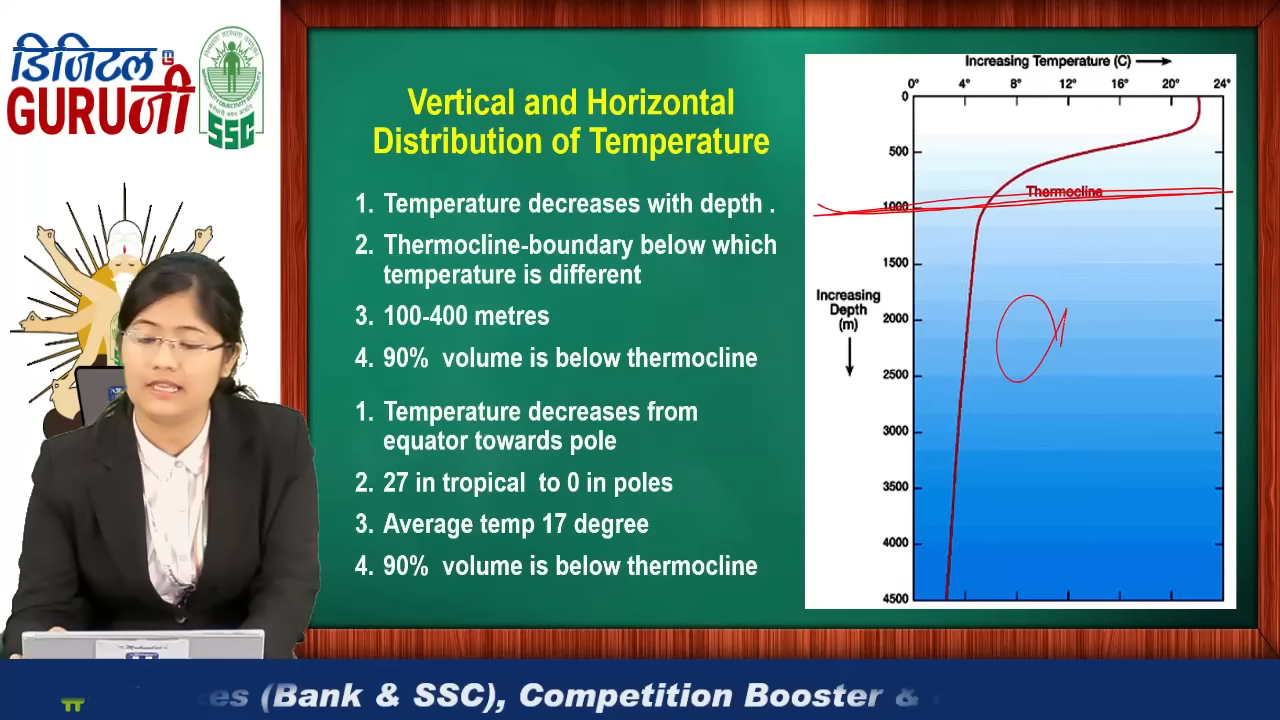 डिजिटल
GURUजी
SSC
Vertical and Horizontal
Distribution of Temperature
1. Temperature decreases with depth .
2. Thermocline-boundary below which
temperature is different
3. 100-400 metres
4. 90% volume is below thermocline
1. Temperature decreases from
equator towards pole
2. 27 in tropical to 0 in poles
3. Average temp 17 degree
4. 90% volume is below thermocline
Increasing Temperature (C)
0° 4° 8° 12° 16° 20° 24°
0
500
Thermocline
1000
1500
Increasing
Depth
(m)
2000
2500
3000
3500
4000
4500
(Bank & SSC), Competition Booster &